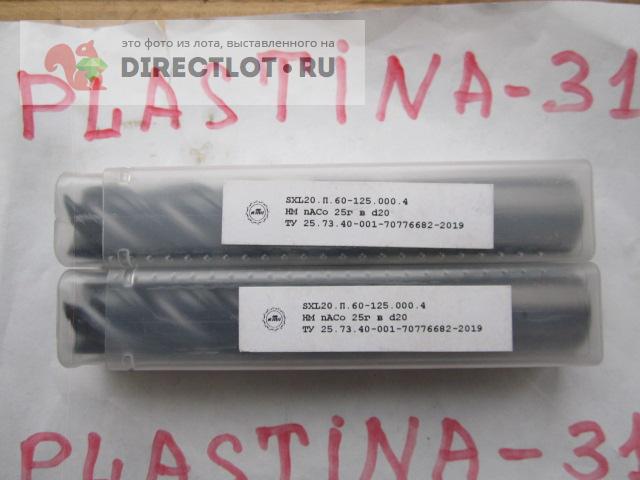 это фото из лота, выставленного на
DIRECTLOT.RU
PLASTINA-31
SXL20.П.60-125.000.4
НМ nACo 25г в d20
ТУ 25.73.40-001-70776682-2019
SXL20.П.60-125.000.4
НМ nACo 25г в d20
ТУ 25.73.40-001-70776682-2019
PLASTINA-31